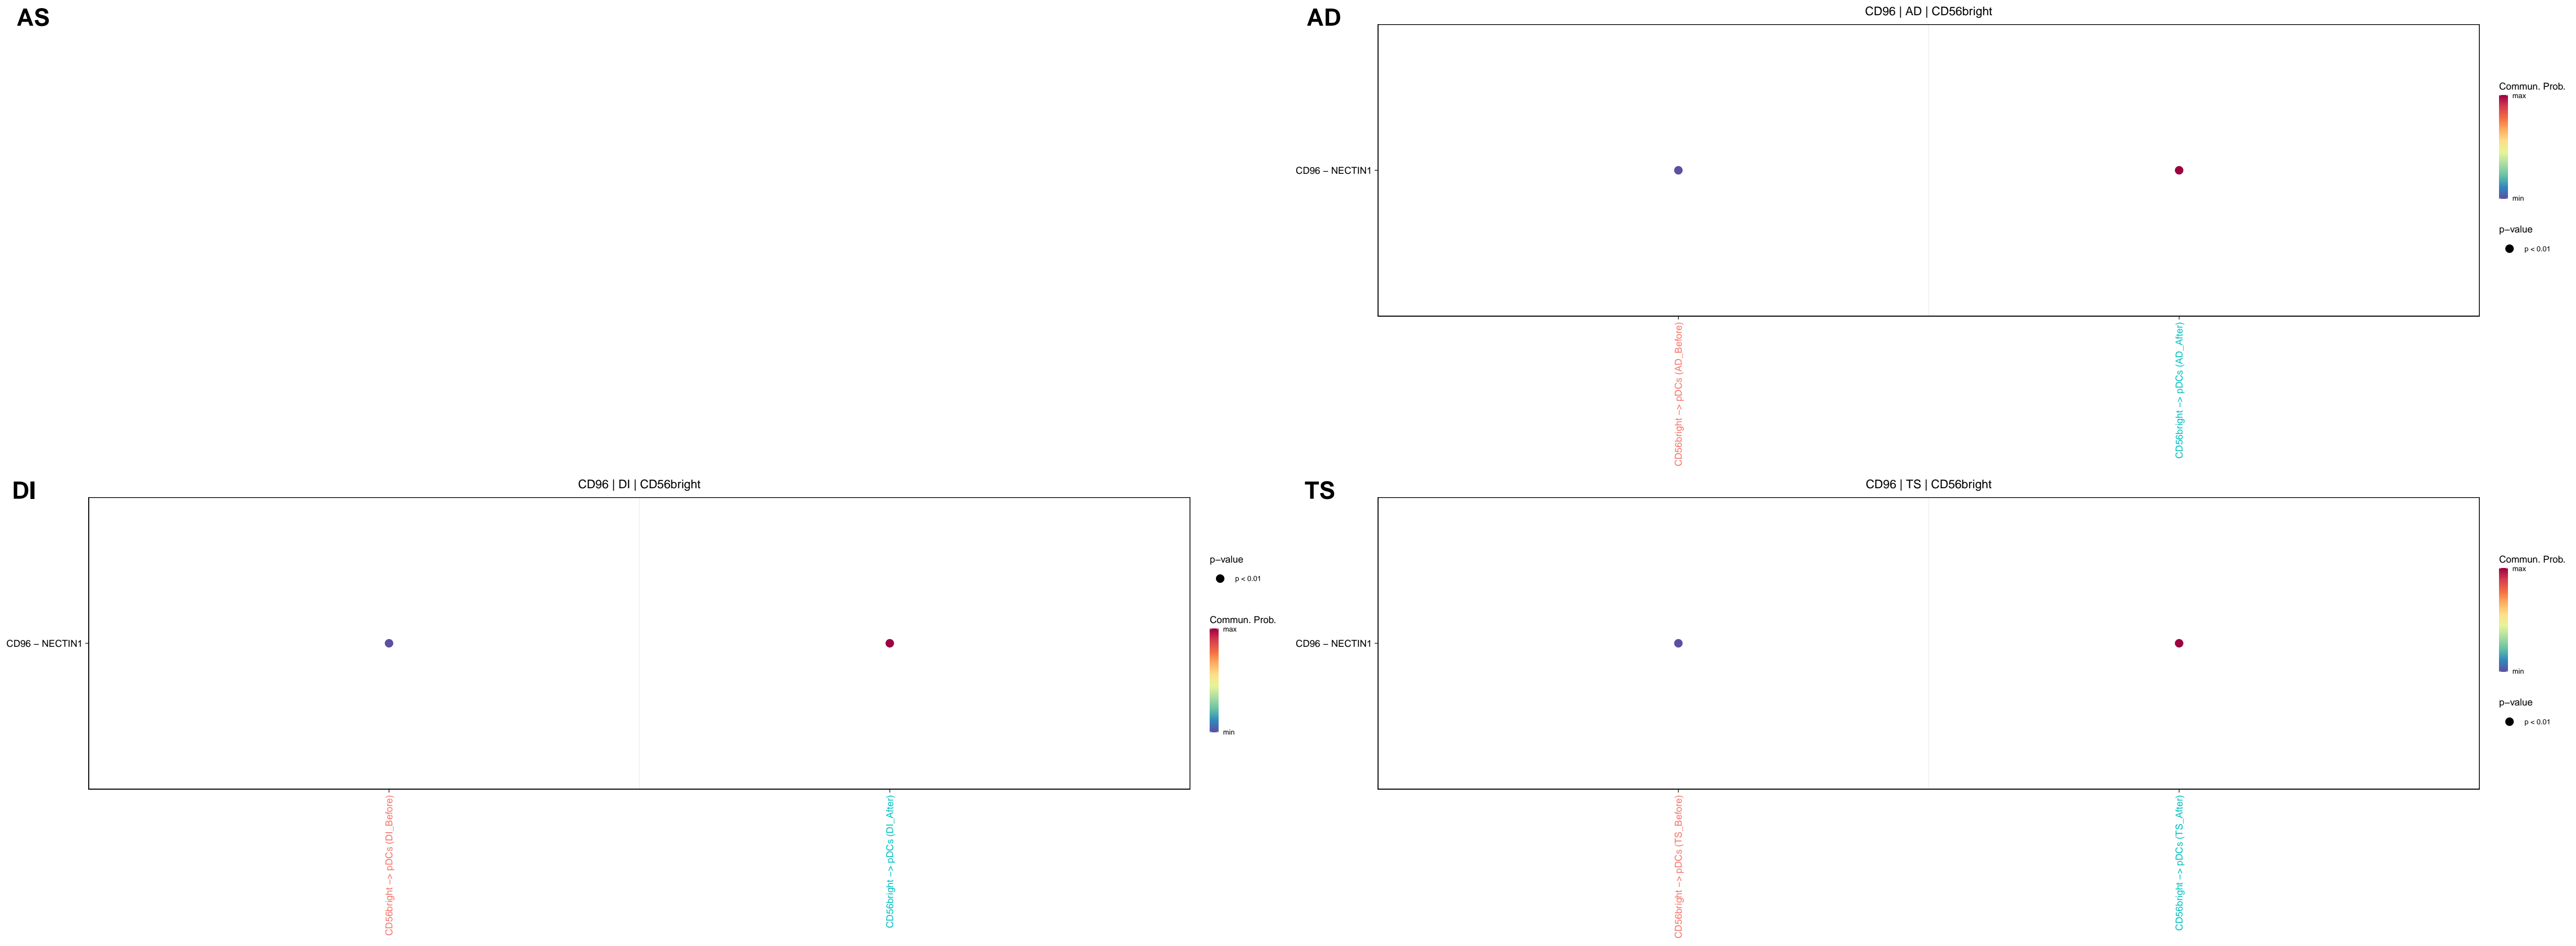 AS
AD
CD96 | AD | CD56bright
CD96 − NECTIN1
CD56bright −> pDCs (AD_Before)
CD56bright −> pDCs (AD_After)
Commun. Prob.
max
min
p−value
p < 0.01
DI
CD96 | DI | CD56bright
CD96 − NECTIN1
CD56bright −> pDCs (DI_Before)
CD56bright −> pDCs (DI_After)
p−value
p < 0.01
Commun. Prob.
max
min
TS
CD96 | TS | CD56bright
CD96 − NECTIN1
CD56bright −> pDCs (TS_Before)
CD56bright −> pDCs (TS_After)
Commun. Prob.
max
min
p−value
p < 0.01